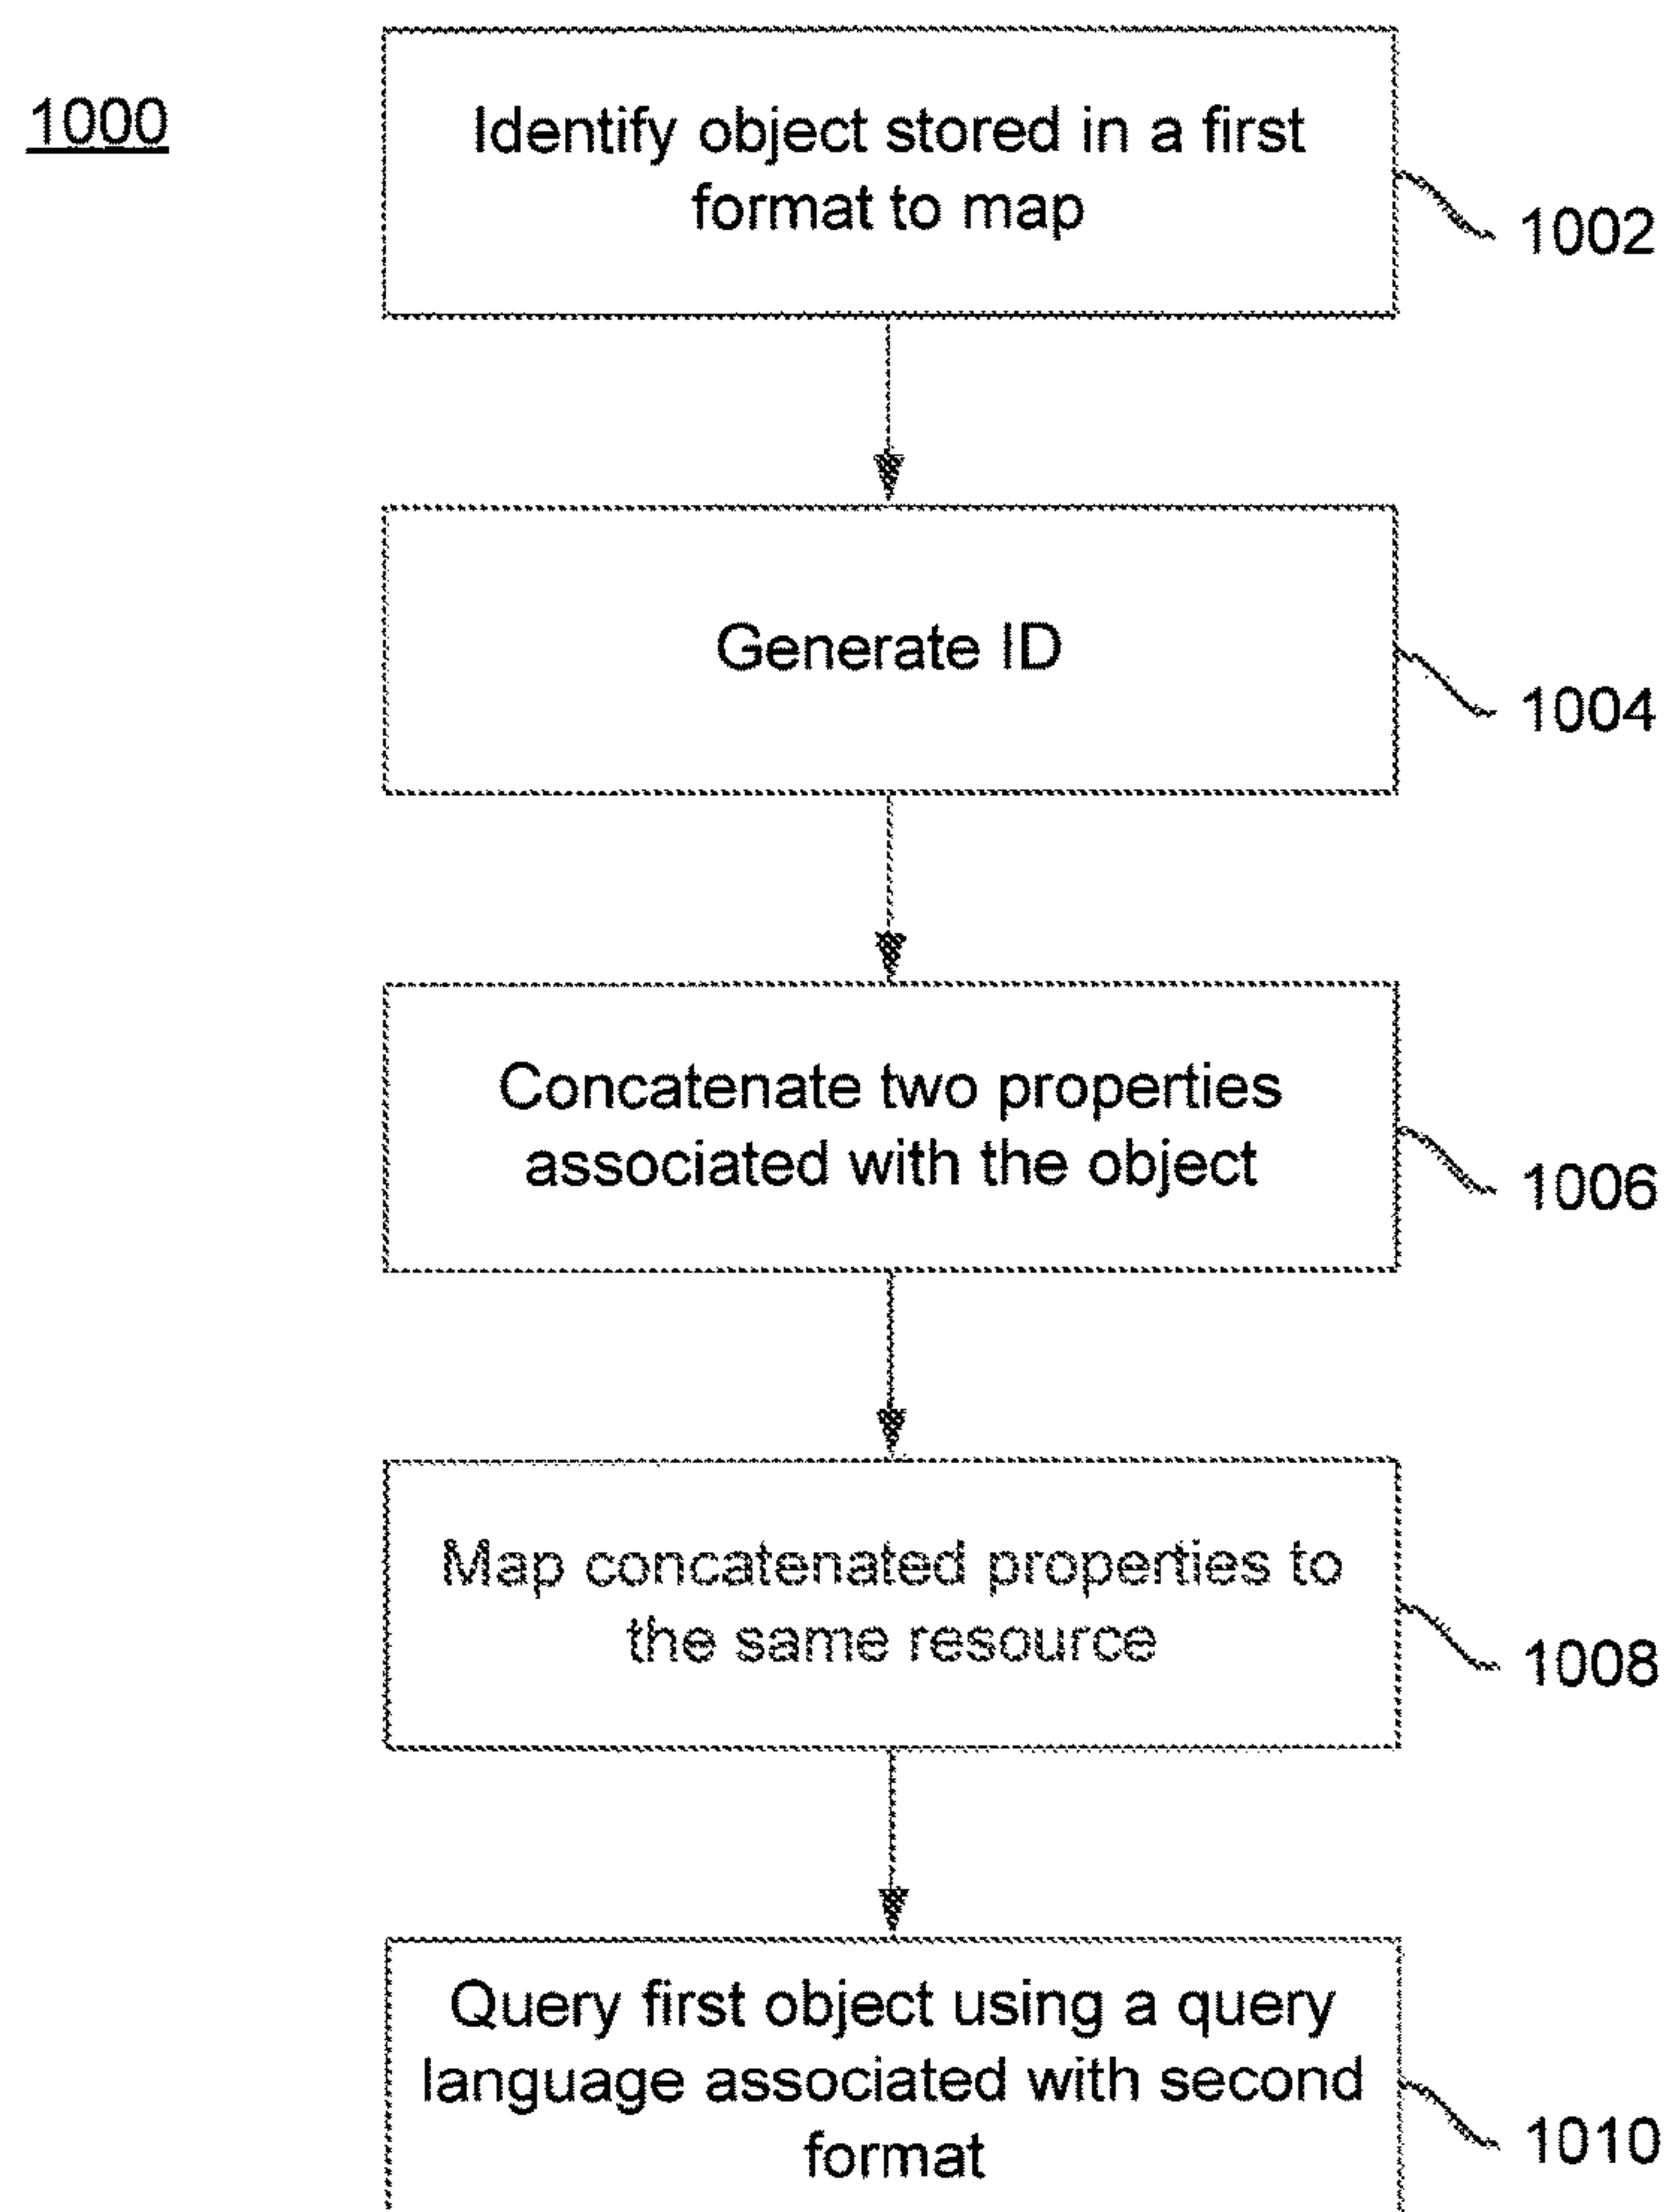 1000
Identify object stored in a first
format to map
1002
Generate ID
1004
Concatenate two properties
associated with the object
1006
Map concatenated properties to
the same resource
1008
Query first object using a query
language associated with second
format
1010